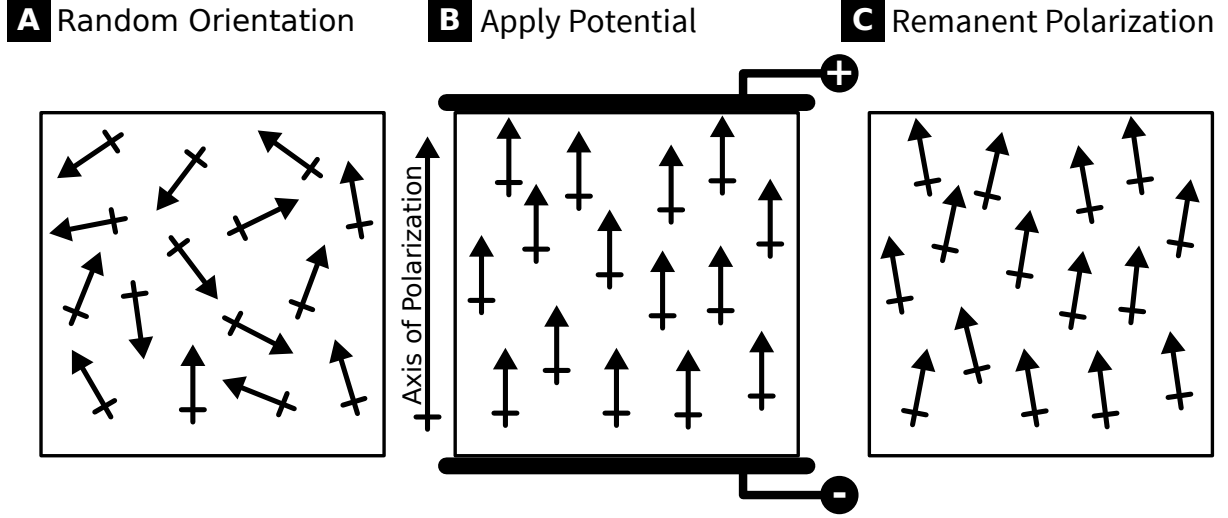 A Random Orientation
B Apply Potential
C Remanent Polarization
+
Axis of Polarization
-